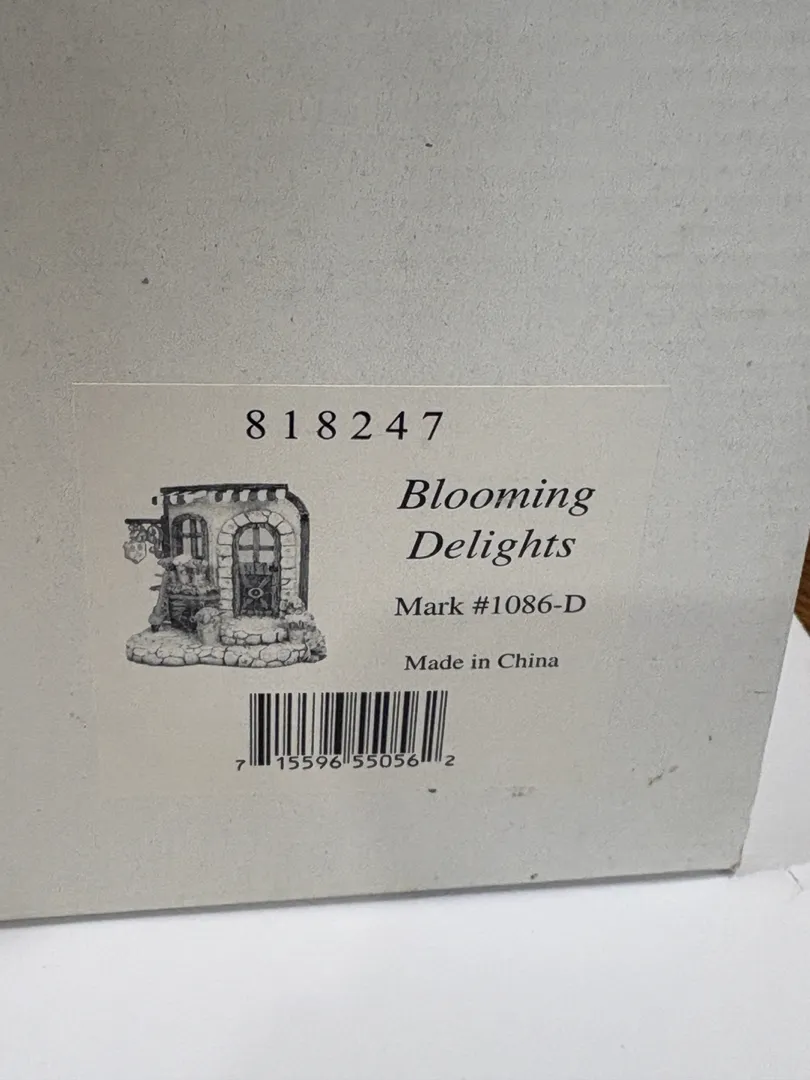 818247
Blooming
Delights
Mark #1086-D
Made in China
7 15596 55056 2